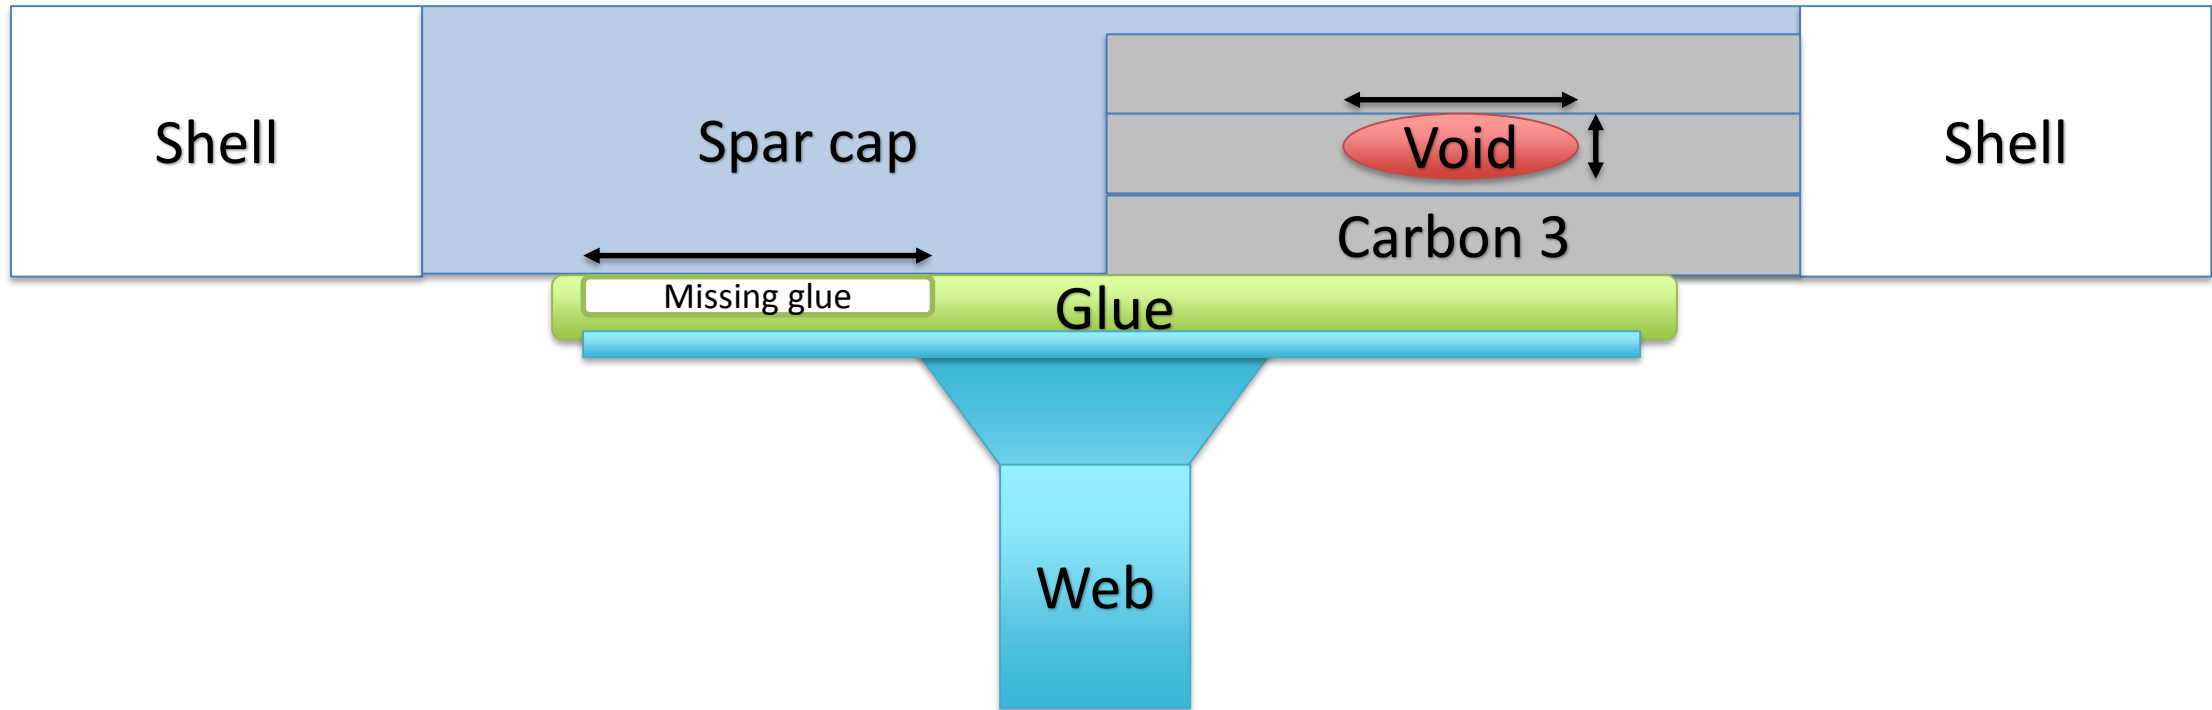 Shell
Spar cap
Void
Shell
Carbon 3
Missing glue
Glue
Web